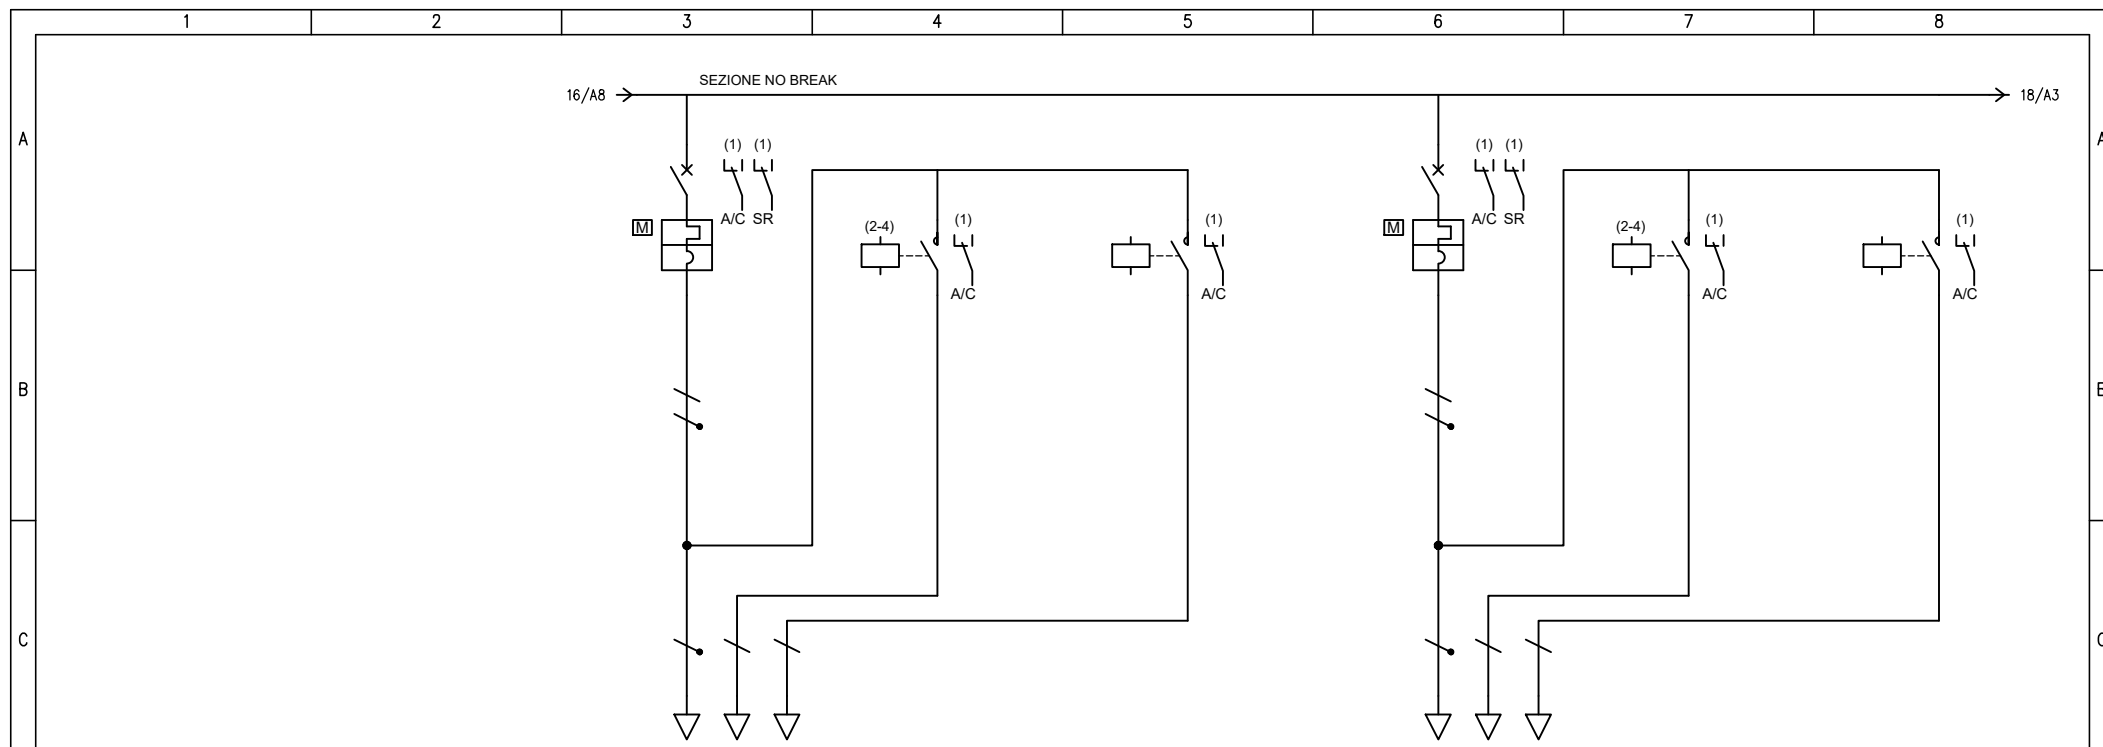 1 2 3 4 5 6 7 8
SEZIONE NO BREAK
16/A8 18/A3
A A
(1) (1) (1) (1)
A/C SR A/C SR
M (2-4) (1) (1) M (2-4) (1) (1)
A/C A/C A/C A/C
B B
C C